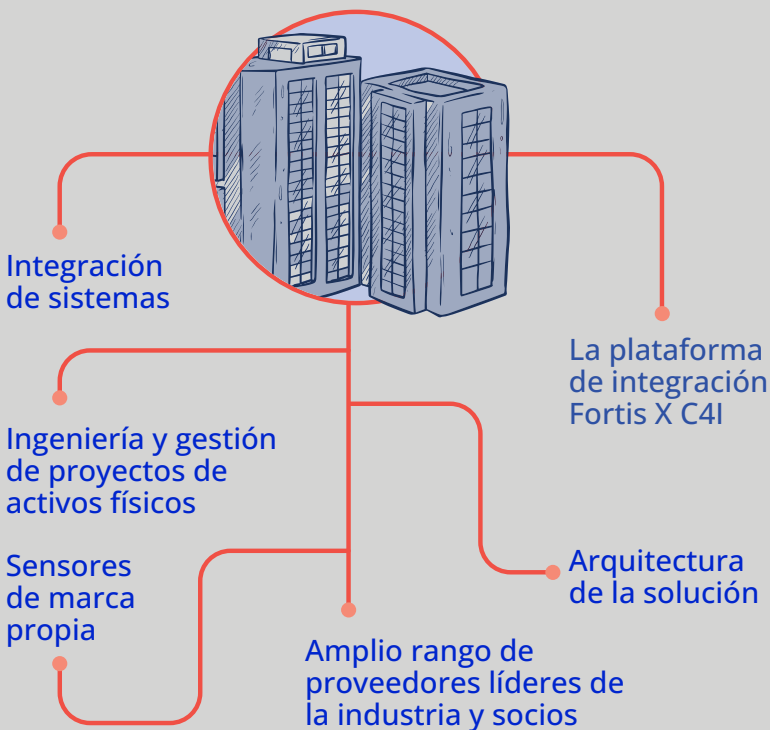 Integración
de sistemas
La plataforma
de integración
Fortis X C4I
Ingeniería y gestión
de proyectos de
activos físicos
Arquitectura
de la solución
Sensores
de marca
propia
Amplio rango de
proveedores líderes de
la industria y socios